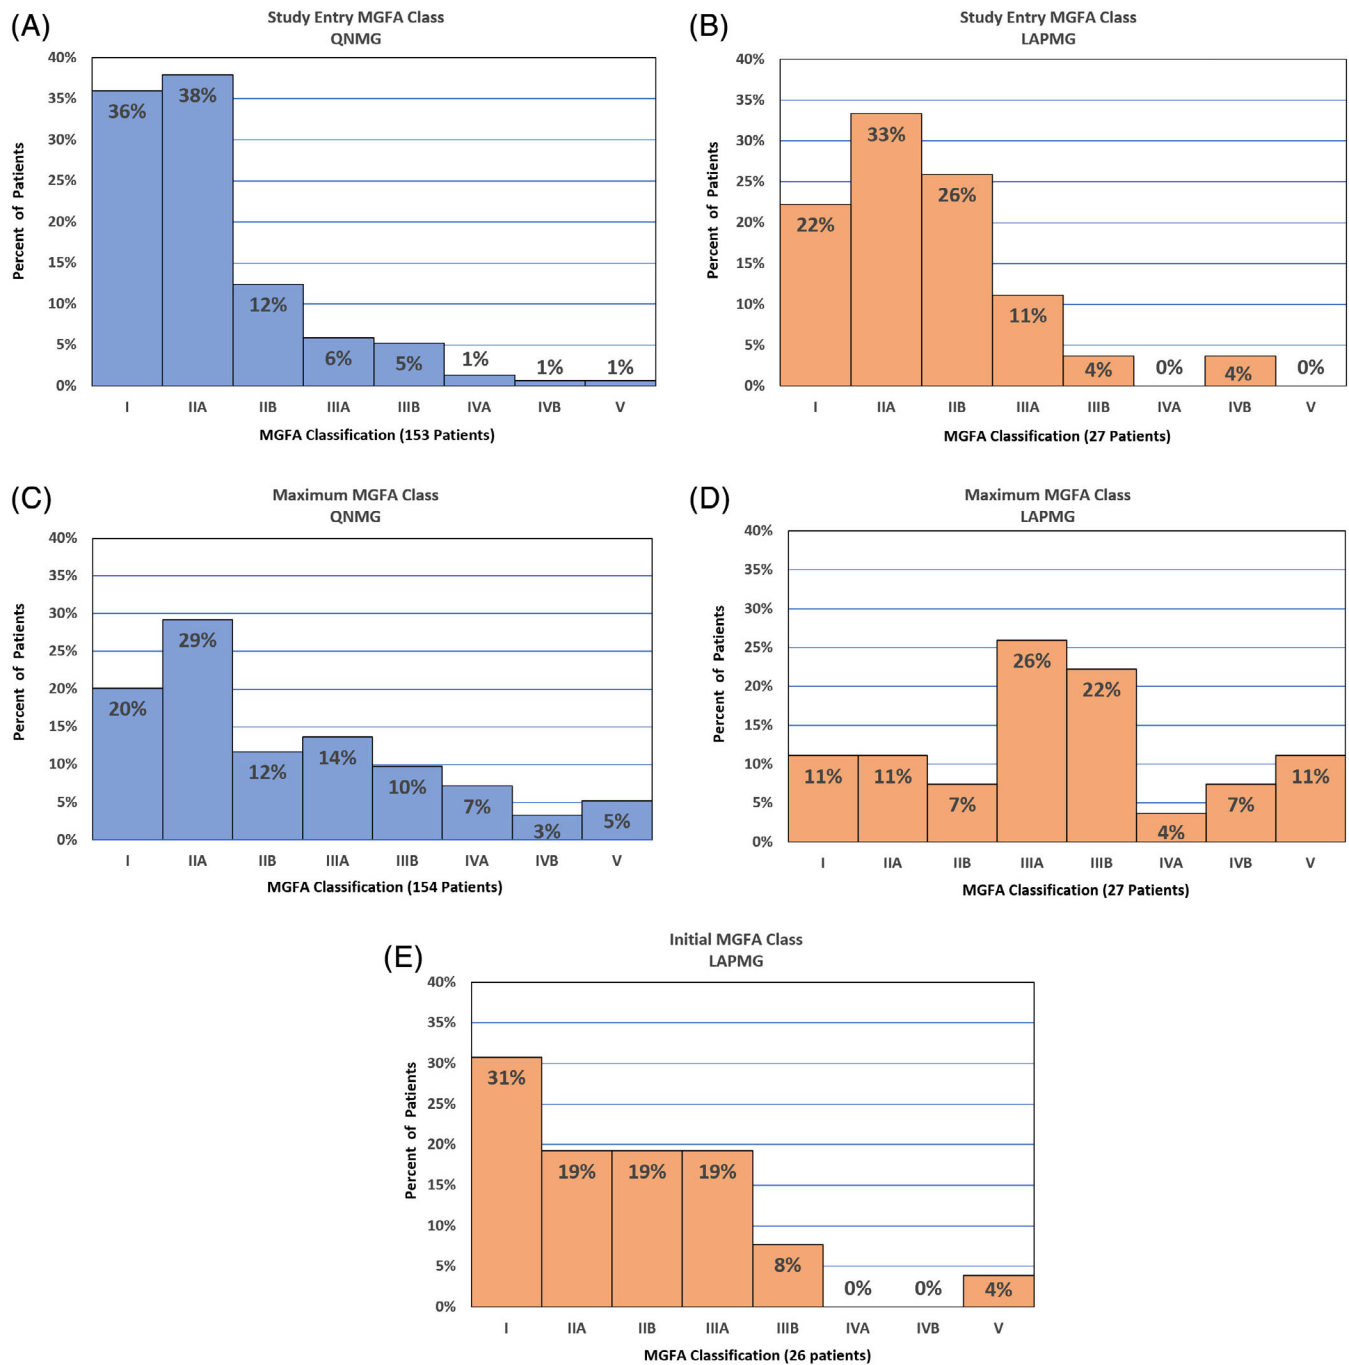 (A)
Study Entry MGFA Class
QNMG
Percent of Patients
40%
35%
30%
25%
20%
15%
10%
5%
0%
36%
38%
12%
6%
5%
1%
1%
1%
I IIA IIB IIIA IIIB IVA IVB V
MGFA Classification (153 Patients)
(B)
Study Entry MGFA Class
LAPMG
Percent of Patients
40%
35%
30%
25%
20%
15%
10%
5%
0%
22%
33%
26%
11%
4%
0%
4%
0%
I IIA IIB IIIA IIIB IVA IVB V
MGFA Classification (27 Patients)
(C)
Maximum MGFA Class
QNMG
Percent of Patients
40%
35%
30%
25%
20%
15%
10%
5%
0%
20%
29%
12%
14%
10%
7%
3%
5%
I IIA IIB IIIA IIIB IVA IVB V
MGFA Classification (154 Patients)
(D)
Maximum MGFA Class
LAPMG
Percent of Patients
40%
35%
30%
25%
20%
15%
10%
5%
0%
11%
11%
7%
26%
22%
4%
7%
11%
I IIA IIB IIIA IIIB IVA IVB V
MGFA Classification (27 Patients)
(E)
Initial MGFA Class
LAPMG
Percent of Patients
40%
35%
30%
25%
20%
15%
10%
5%
0%
31%
19%
19%
19%
8%
0%
0%
4%
I IIA IIB IIIA IIIB IVA IVB V
MGFA Classification (26 patients)